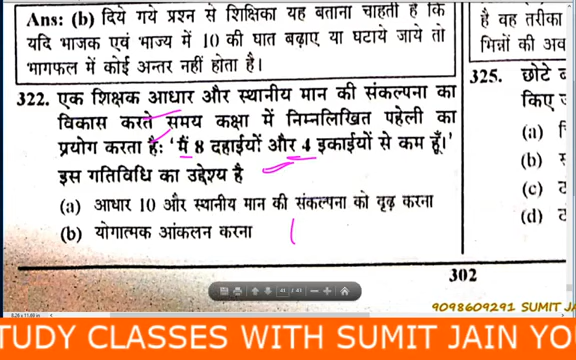 Ans: (b) दिये गये प्रश्न से शिक्षिका यह बताना चाहती है कि
यदि भाजक एवं भाज्य में 10 की घात बढ़ाए या घटाये जाये तो
भागफल में कोई अन्तर नहीं होता है।
322. एक शिक्षक आधार और स्थानीय मान की संकल्पना का
विकास करते समय कक्षा में निम्नलिखित पहेली का
प्रयोग करता है: 'मैं 8 दहाईयों और 4 इकाईयों से कम हूँ।'
इस गतिविधि का उद्देश्य है
(a) आधार 10 और स्थानीय मान की संकल्पना को दृढ़ करना
(b) योगात्मक आंकलन करना
302
है वह तरीका
भिन्नों की अव
325. छोटे
किए
(a)
(b)
(c)
(d)
9098609291 SUMIT JA
TUDY CLASSES WITH SUMIT JAIN YO